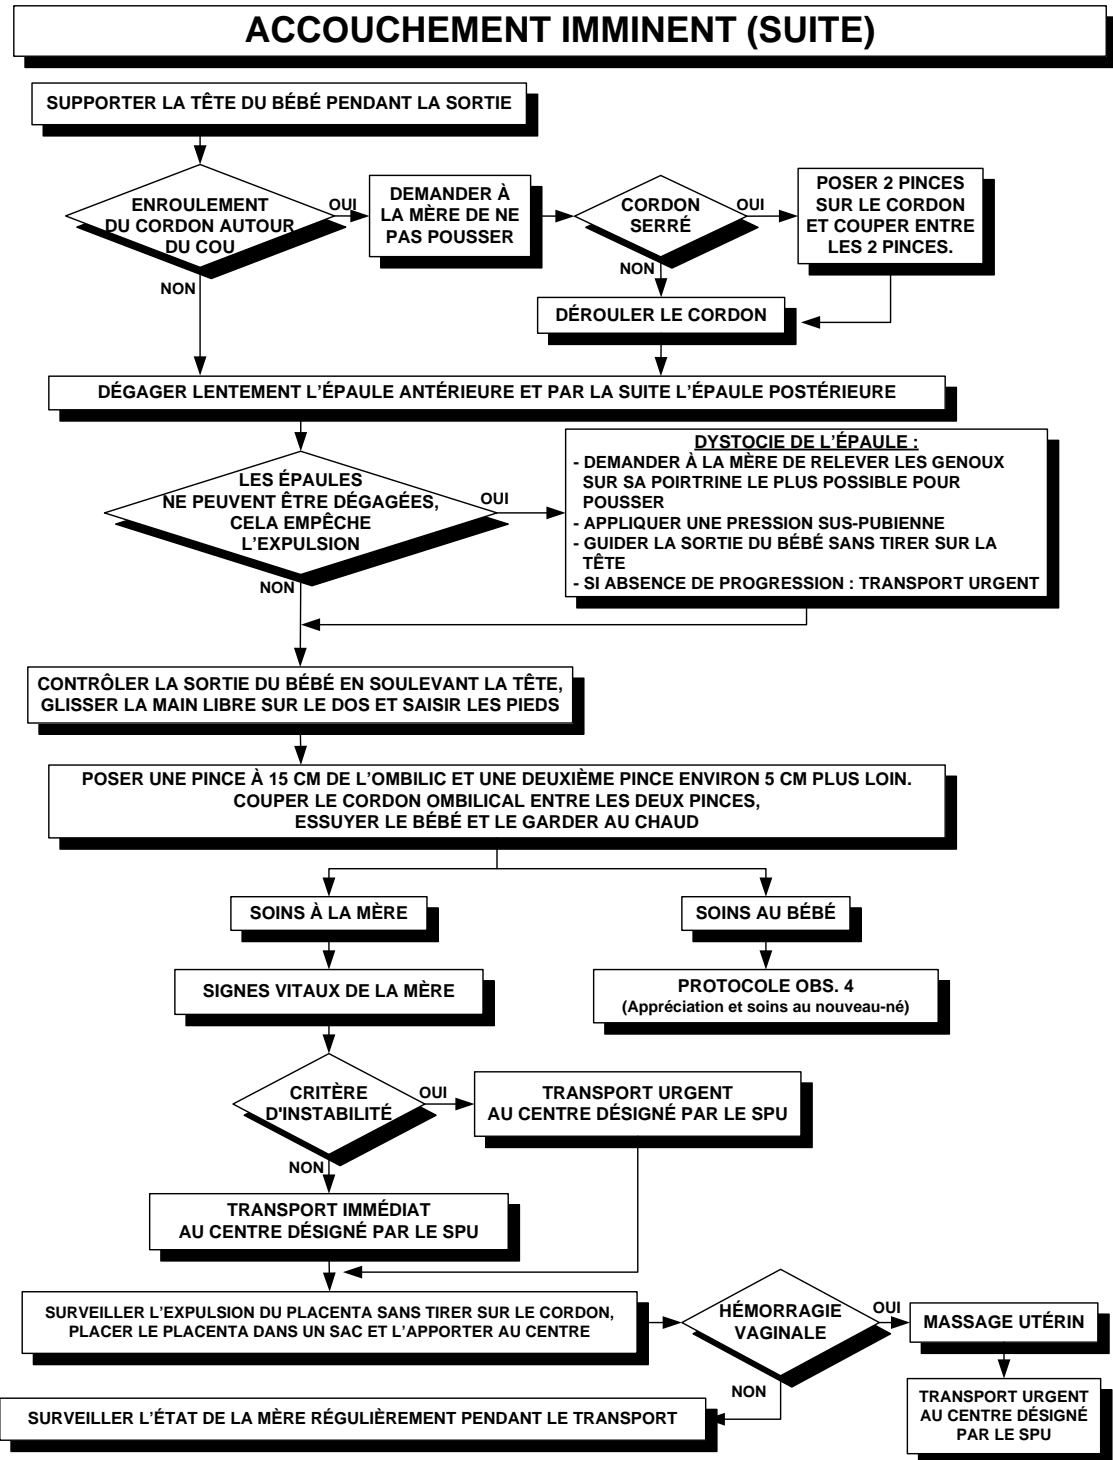 ACCOUCHEMENT IMMINENT (SUITE)
SUPPORTER LA TÊTE DU BÉBÉ PENDANT LA SORTIE
ENROULEMENT
DU CORDON AUTOUR
DU COU
OUI
NON
DEMANDER À
LA MÈRE DE NE
PAS POUSSER
CORDON
SERRÉ
OUI
NON
POSER 2 PINCES
SUR LE CORDON
ET COUPER ENTRE
LES 2 PINCES.
DÉROULER LE CORDON
DÉGAGER LENTEMENT L'ÉPAULE ANTÉRIEURE ET PAR LA SUITE L'ÉPAULE POSTÉRIEURE
LES ÉPAULES
NE PEUVENT ÊTRE DÉGAGÉES,
CELA EMPÊCHE
L'EXPULSION
OUI
NON
DYSTOCIE DE L'ÉPAULE :
- DEMANDER À LA MÈRE DE RELEVER LES GENOUX
SUR SA POIRTRINE LE PLUS POSSIBLE POUR
POUSSER
- APPLIQUER UNE PRESSION SUS-PUBIENNE
- GUIDER LA SORTIE DU BÉBÉ SANS TIRER SUR LA
TÊTE
- SI ABSENCE DE PROGRESSION : TRANSPORT URGENT
CONTRÔLER LA SORTIE DU BÉBÉ EN SOULEVANT LA TÊTE,
GLISSER LA MAIN LIBRE SUR LE DOS ET SAISIR LES PIEDS
POSER UNE PINCE À 15 CM DE L'OMBILIC ET UNE DEUXIÈME PINCE ENVIRON 5 CM PLUS LOIN.
COUPER LE CORDON OMBILICAL ENTRE LES DEUX PINCES,
ESSUYER LE BÉBÉ ET LE GARDER AU CHAUD
SOINS À LA MÈRE
SOINS AU BÉBÉ
SIGNES VITAUX DE LA MÈRE
PROTOCOLE OBS. 4
(Appréciation et soins au nouveau-né)
CRITÈRE
D'INSTABILITÉ
OUI
NON
TRANSPORT URGENT
AU CENTRE DÉSIGNÉ PAR LE SPU
TRANSPORT IMMÉDIAT
AU CENTRE DÉSIGNÉ PAR LE SPU
SURVEILLER L'EXPULSION DU PLACENTA SANS TIRER SUR LE CORDON,
PLACER LE PLACENTA DANS UN SAC ET L'APPORTER AU CENTRE
HÉMORRAGIE
VAGINALE
OUI
NON
MASSAGE UTÉRIN
TRANSPORT URGENT
AU CENTRE DÉSIGNÉ
PAR LE SPU
SURVEILLER L'ÉTAT DE LA MÈRE RÉGULIÈREMENT PENDANT LE TRANSPORT